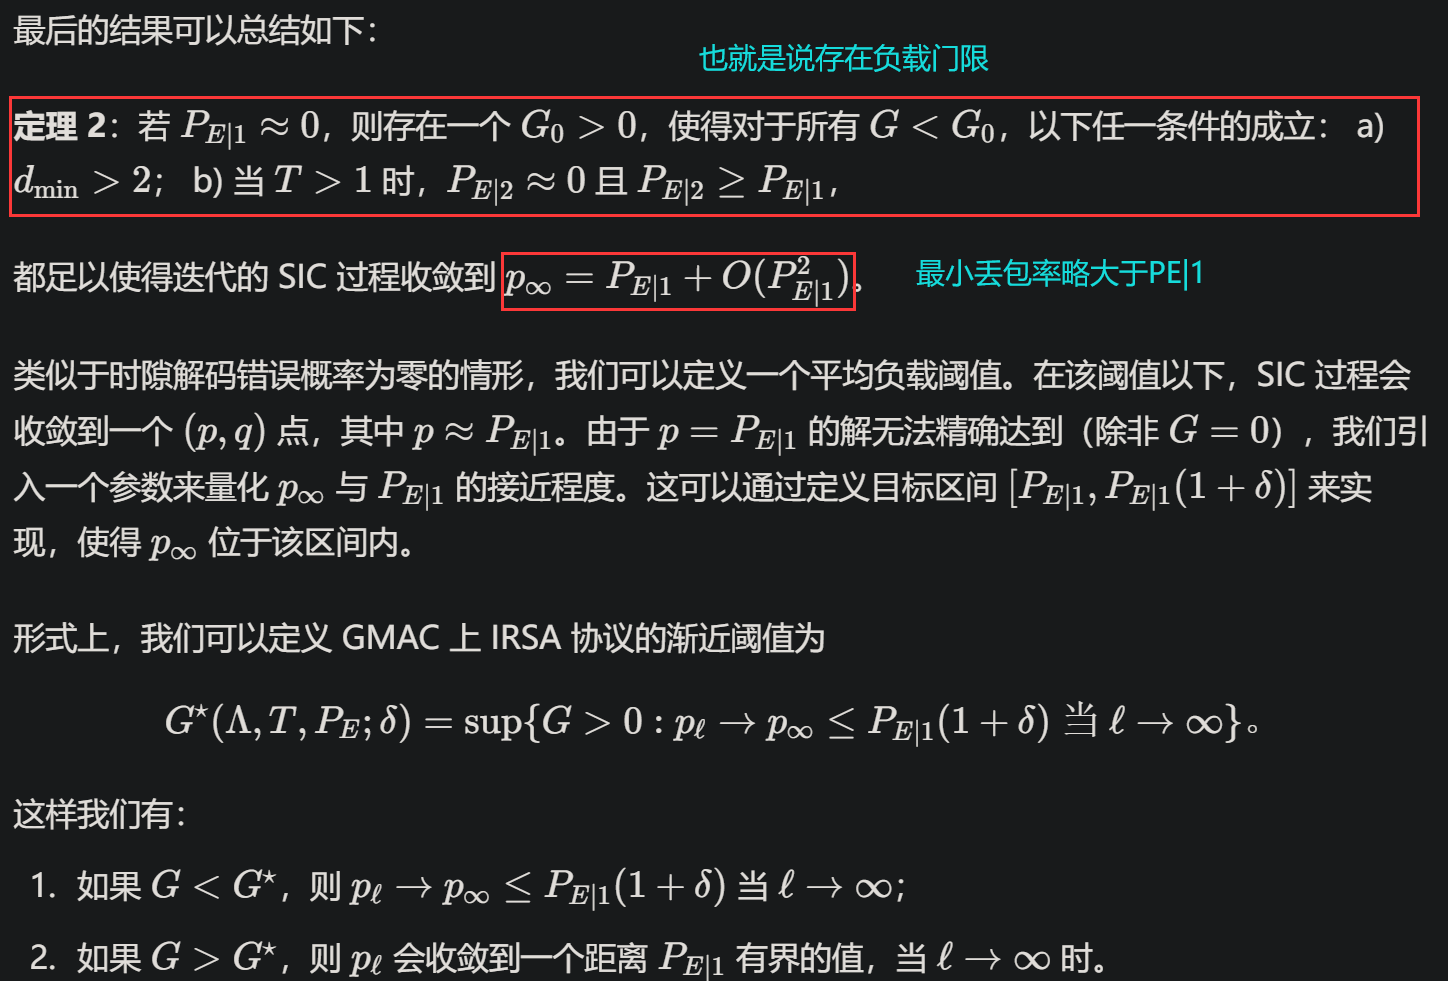 最后的结果可以总结如下：
也就是说存在负载门限
定理 2：若 $P_{E|1} \approx 0$，则存在一个 $G_0 > 0$，使得对于所有 $G < G_0$，以下任一条件的成立： a)
$d_{\min} > 2$； b) 当 $T > 1$ 时，$P_{E|2} \approx 0$ 且 $P_{E|2} \geq P_{E|1}$，
都足以使得迭代的 SIC 过程收敛到 $p_\infty = P_{E|1} + O(P_{E|1}^2)$。
最小丢包率略大于PE|1
类似于时隙解码错误概率为零的情形，我们可以定义一个平均负载阈值。在该阈值以下，SIC 过程会
收敛到一个 $(p, q)$ 点，其中 $p \approx P_{E|1}$。由于 $p = P_{E|1}$ 的解无法精确达到（除非 $G = 0$），我们引
入一个参数来量化 $p_\infty$ 与 $P_{E|1}$ 的接近程度。这可以通过定义目标区间 $[P_{E|1}, P_{E|1}(1 + \delta)]$ 来实
现，使得 $p_\infty$ 位于该区间内。
形式上，我们可以定义 GMAC 上 IRSA 协议的渐近阈值为
$G^\star(\Lambda, T, P_E; \delta) = \sup\{G > 0 : p_\ell \to p_\infty \leq P_{E|1}(1 + \delta) 当 \ell \to \infty\}$。
这样我们有：
1. 如果 $G < G^\star$，则 $p_\ell \to p_\infty \leq P_{E|1}(1 + \delta)$ 当 $\ell \to \infty$；
2. 如果 $G > G^\star$，则 $p_\ell$ 会收敛到一个距离 $P_{E|1}$ 有界的值，当 $\ell \to \infty$ 时。